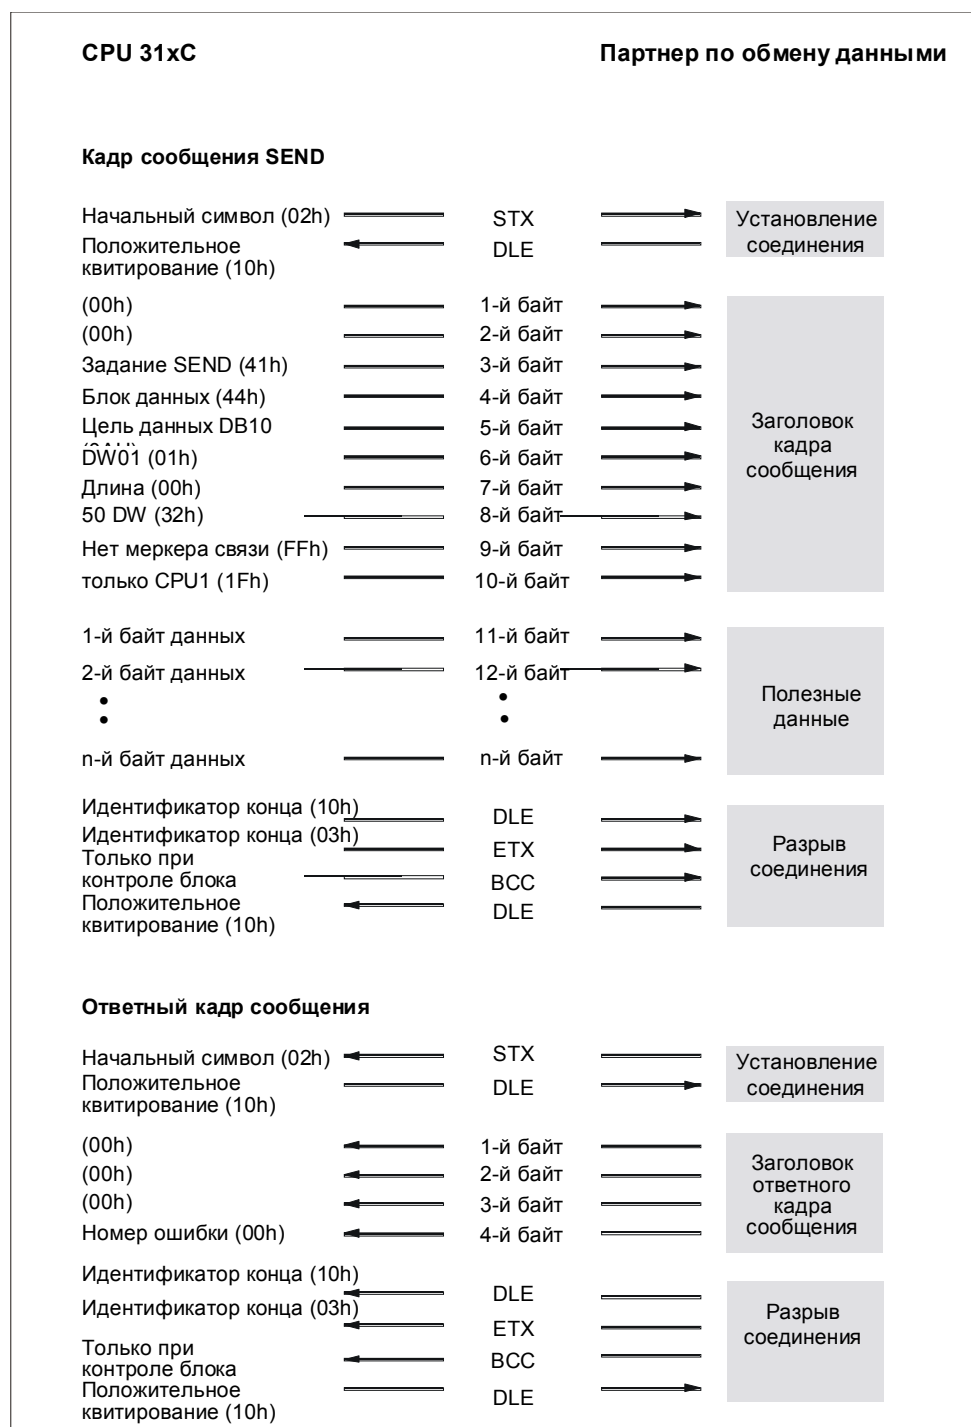 CPU 31xC Партнер по обмену данными
Кадр сообщения SEND
Начальный символ (02h) STX Установление
Положительное DLE соединения
квитирование (10h)
(00h) 1-й байт
(00h) 2-й байт
Задание SEND (41h) 3-й байт
Блок данных (44h) 4-й байт
Цель данных DB10 5-й байт Заголовок
кадра
DW01 (01h) 6-й байт сообщения
Длина (00h) 7-й байт
50 DW (32h) 8-й байт
Нет меркера связи (FFh) 9-й байт
только CPU1 (1Fh) 10-й байт
1-й байт данных 11-й байт
2-й байт данных 12-й байт
Полезные
данные
n-й байт данных n-й байт
Идентификатор конца (10h) DLE
Идентификатор конца (03h) ETX Разрыв
Только при соединения
контроле блока BCC
Положительное DLE
квитирование (10h)
Ответный кадр сообщения
Начальный символ (02h) STX Установление
Положительное DLE соединения
квитирование (10h)
(00h) 1-й байт Заголовок
(00h) 2-й байт ответного
(00h) 3-й байт кадра
Номер ошибки (00h) 4-й байт сообщения
Идентификатор конца (10h) DLE
Идентификатор конца (03h) ETX Разрыв
соединения
Только при BCC
контроле блока
Положительное DLE
квитирование (10h)